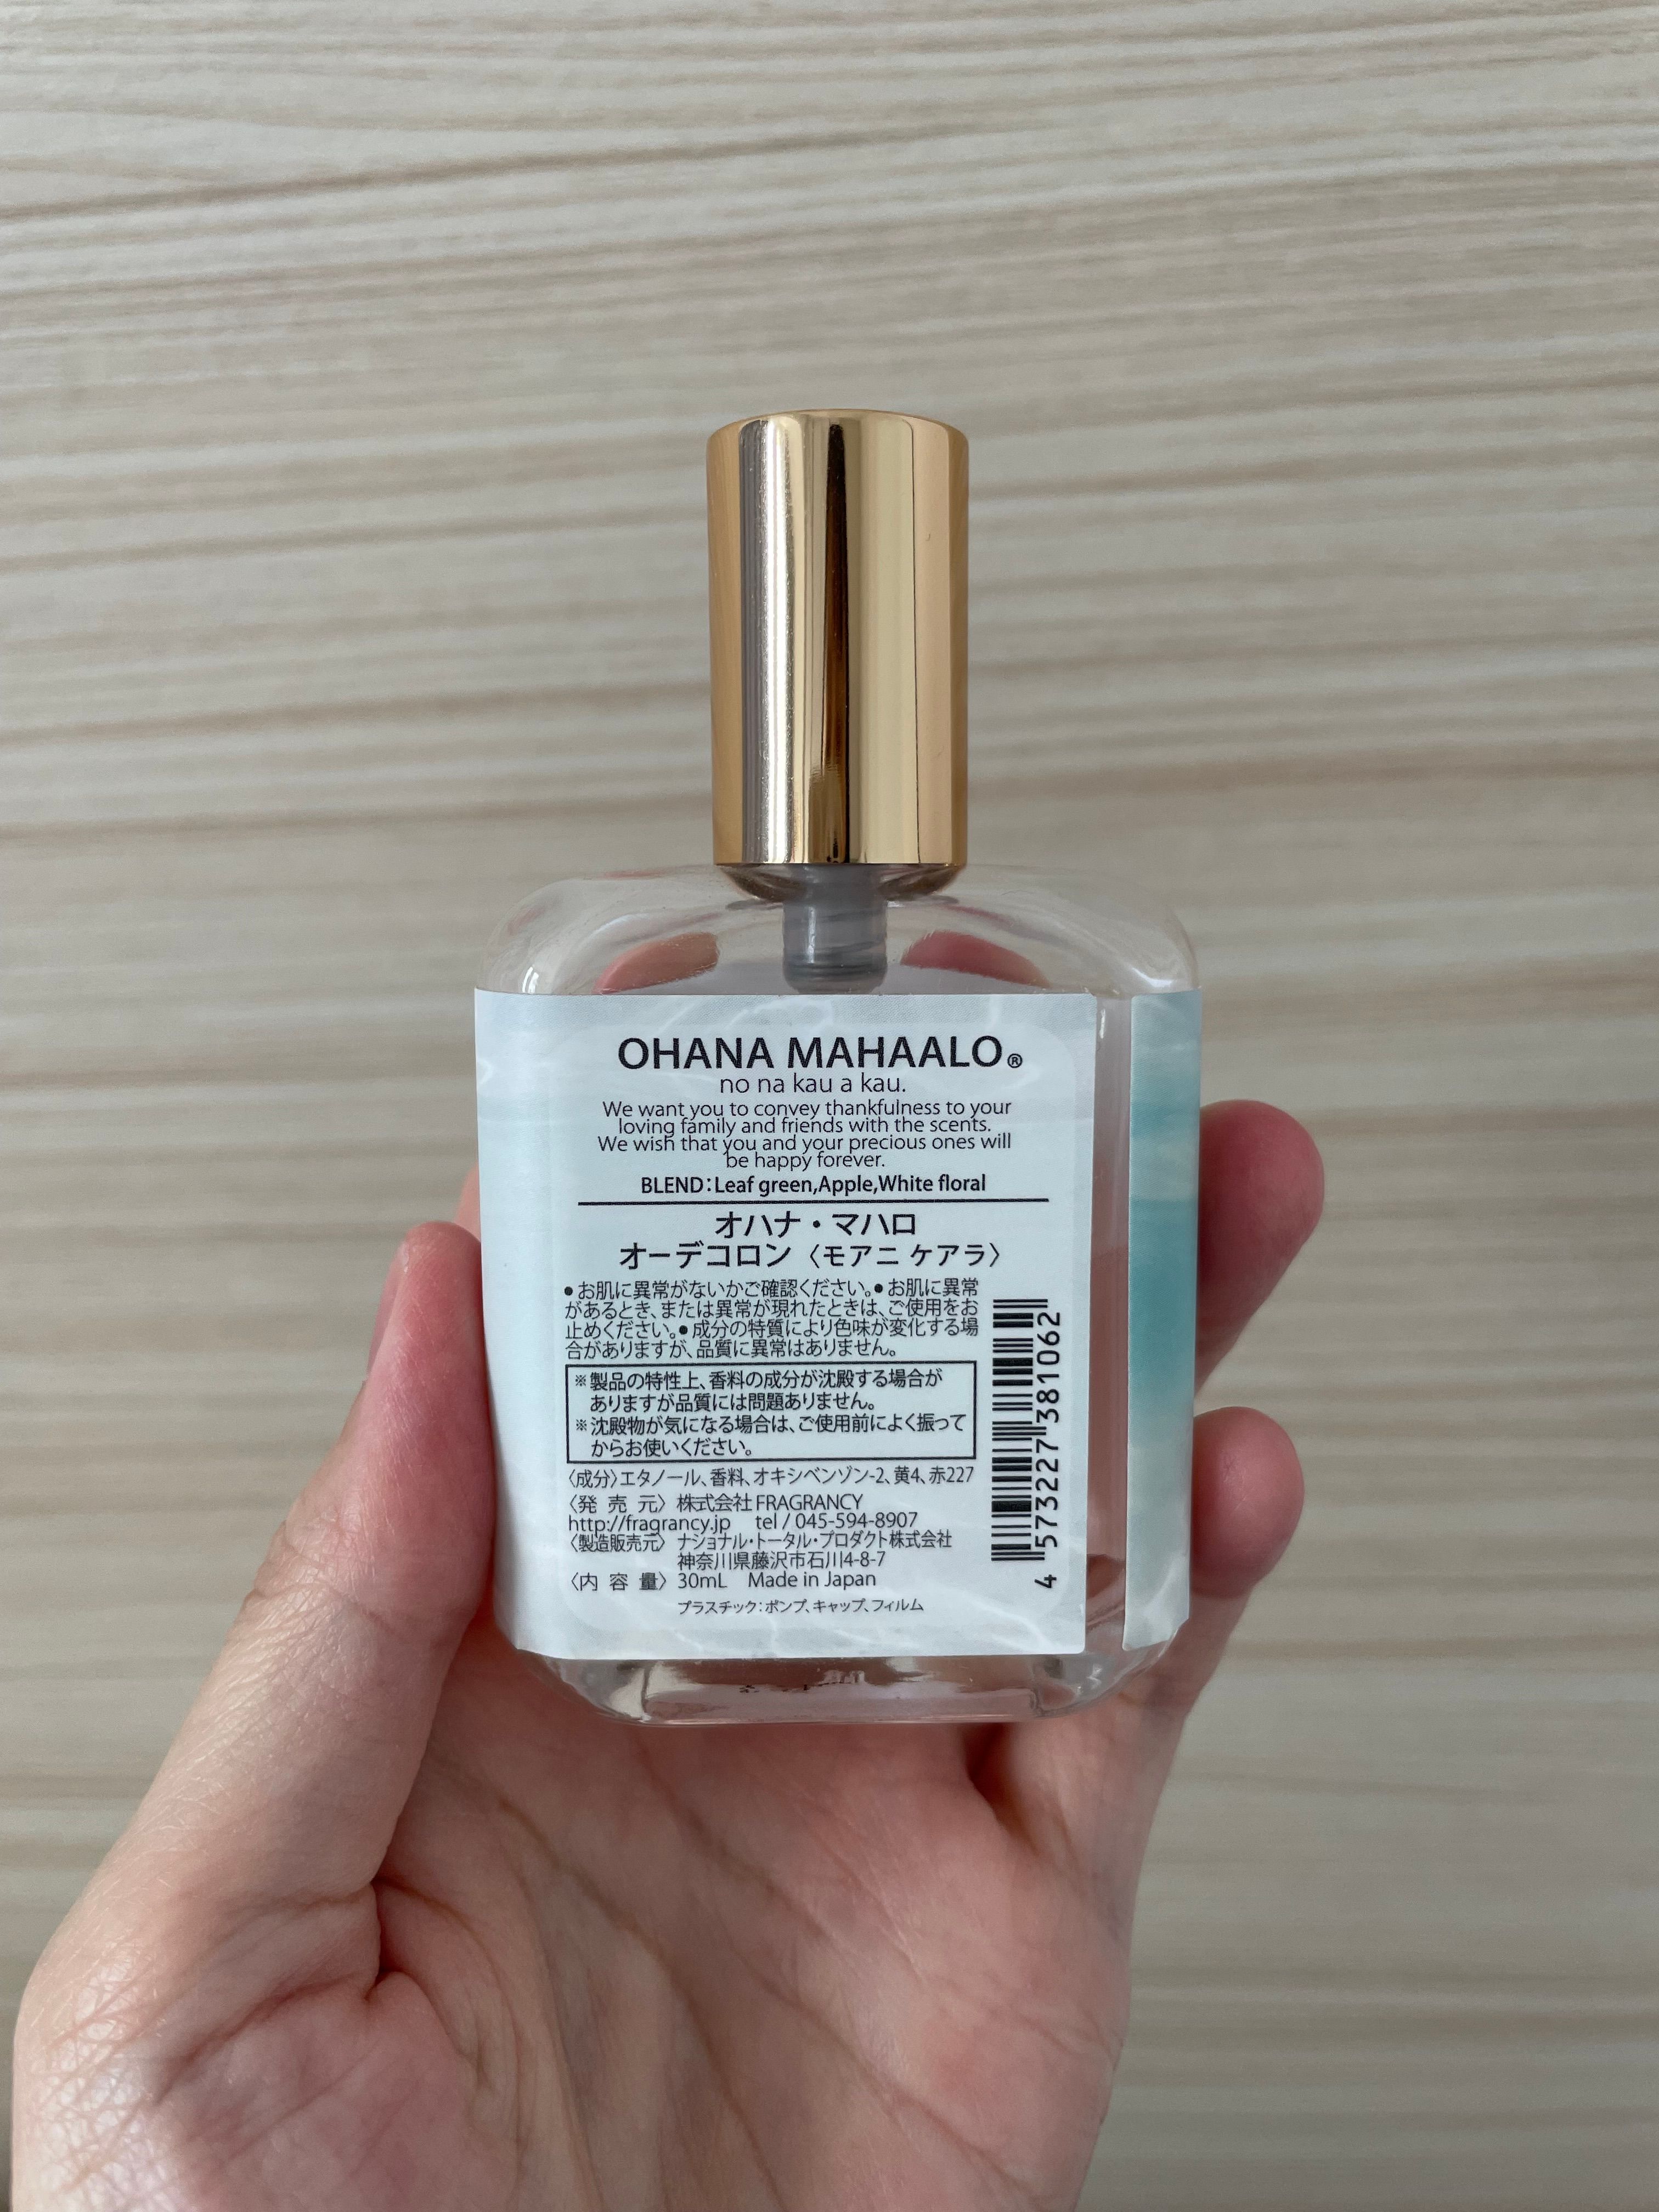 OHANA MAHAALO®
no na kau a kau.
We want you to convey thankfulness to your
loving family and friends with the scents.
We wish that you and your precious ones will
be happy forever.
BLEND:Leaf green,Apple,White floral
オハナ・マハロ
オーデコロン〈モアニ ケアラ〉
●お肌に異常がないかご確認ください。●お肌に異常
があるとき、または異常が現れたときは、ご使用をお
止めください。●成分の特質により色味が変化する場
合がありますが、品質に異常はありません。
※製品の特性上、香料の成分が沈殿する場合が
ありますが品質には問題ありません。
※沈殿物が気になる場合は、ご使用前によく振って
からお使いください。
〈成分〉エタノール、香料、オキシベンゾン-2、黄4、赤227
〈発売元〉株式会社FRAGRANCY
http://fragrancy.jp tel / 045-594-8907
〈製造販売元〉ナショナル・トータル・プロダクト株式会社
神奈川県藤沢市石川4-8-7
〈内容量〉30mL Made in Japan
プラスチック:ポンプ、キャップ、フィルム
4 573227 381062